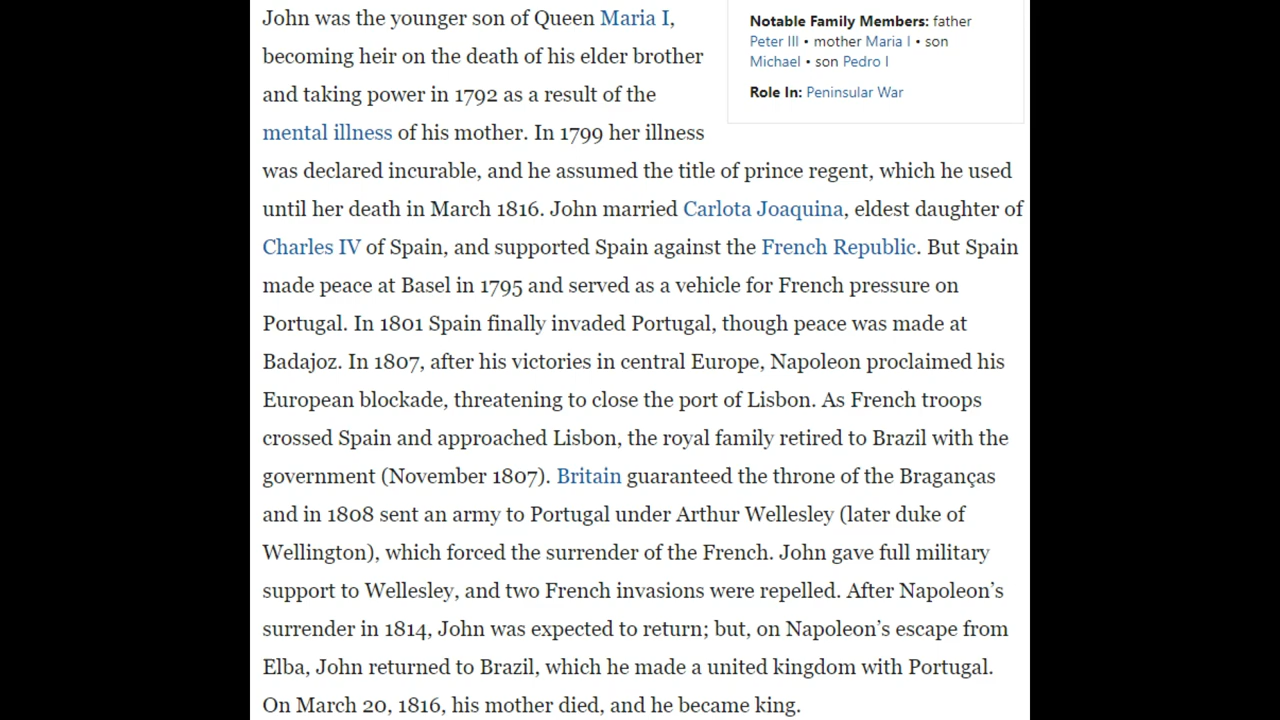 John was the younger son of Queen Maria I,
becoming heir on the death of his elder brother
and taking power in 1792 as a result of the
mental illness of his mother. In 1799 her illness
was declared incurable, and he assumed the title of prince regent, which he used
until her death in March 1816. John married Carlota Joaquina, eldest daughter of
Charles IV of Spain, and supported Spain against the French Republic. But Spain
made peace at Basel in 1795 and served as a vehicle for French pressure on
Portugal. In 1801 Spain finally invaded Portugal, though peace was made at
Badajoz. In 1807, after his victories in central Europe, Napoleon proclaimed his
European blockade, threatening to close the port of Lisbon. As French troops
crossed Spain and approached Lisbon, the royal family retired to Brazil with the
government (November 1807). Britain guaranteed the throne of the Braganças
and in 1808 sent an army to Portugal under Arthur Wellesley (later duke of
Wellington), which forced the surrender of the French. John gave full military
support to Wellesley, and two French invasions were repelled. After Napoleon’s
surrender in 1814, John was expected to return; but, on Napoleon’s escape from
Elba, John returned to Brazil, which he made a united kingdom with Portugal.
On March 20, 1816, his mother died, and he became king.
Notable Family Members: father
Peter III • mother Maria I • son
Michael • son Pedro I
Role In: Peninsular War